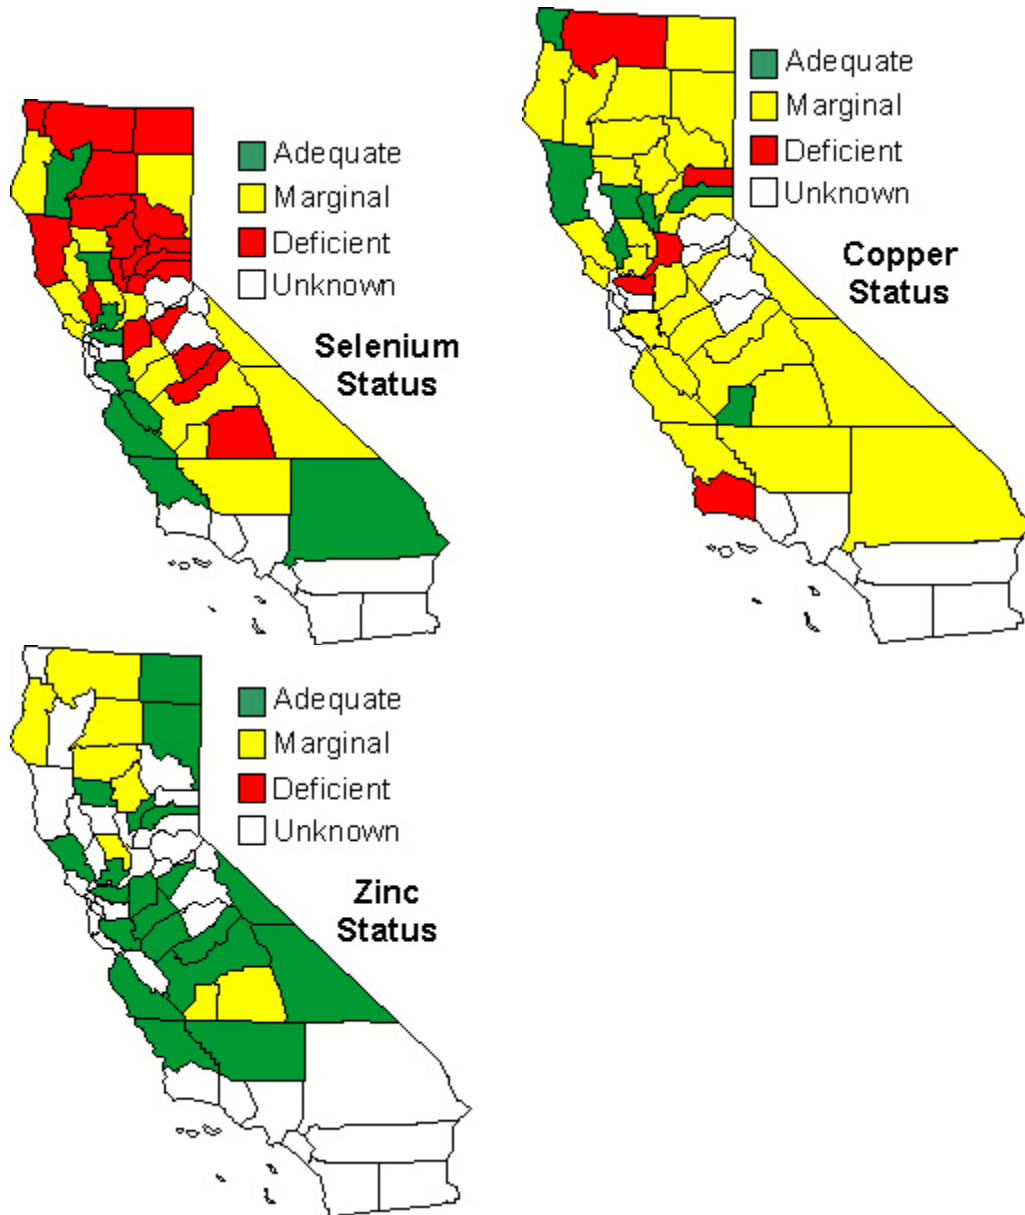 Adequate
Marginal
Deficient
Unknown
Selenium
Status
Adequate
Marginal
Deficient
Unknown
Copper
Status
Adequate
Marginal
Deficient
Unknown
Zinc
Status